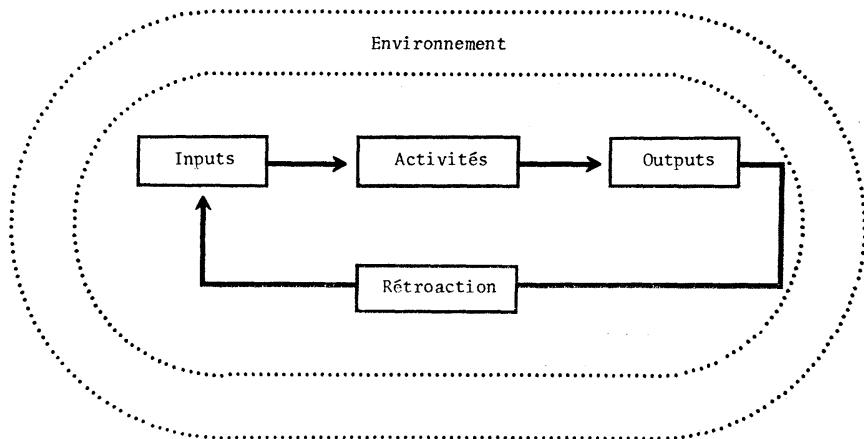 Environnement
Inputs
Activités
Outputs
Rétroaction